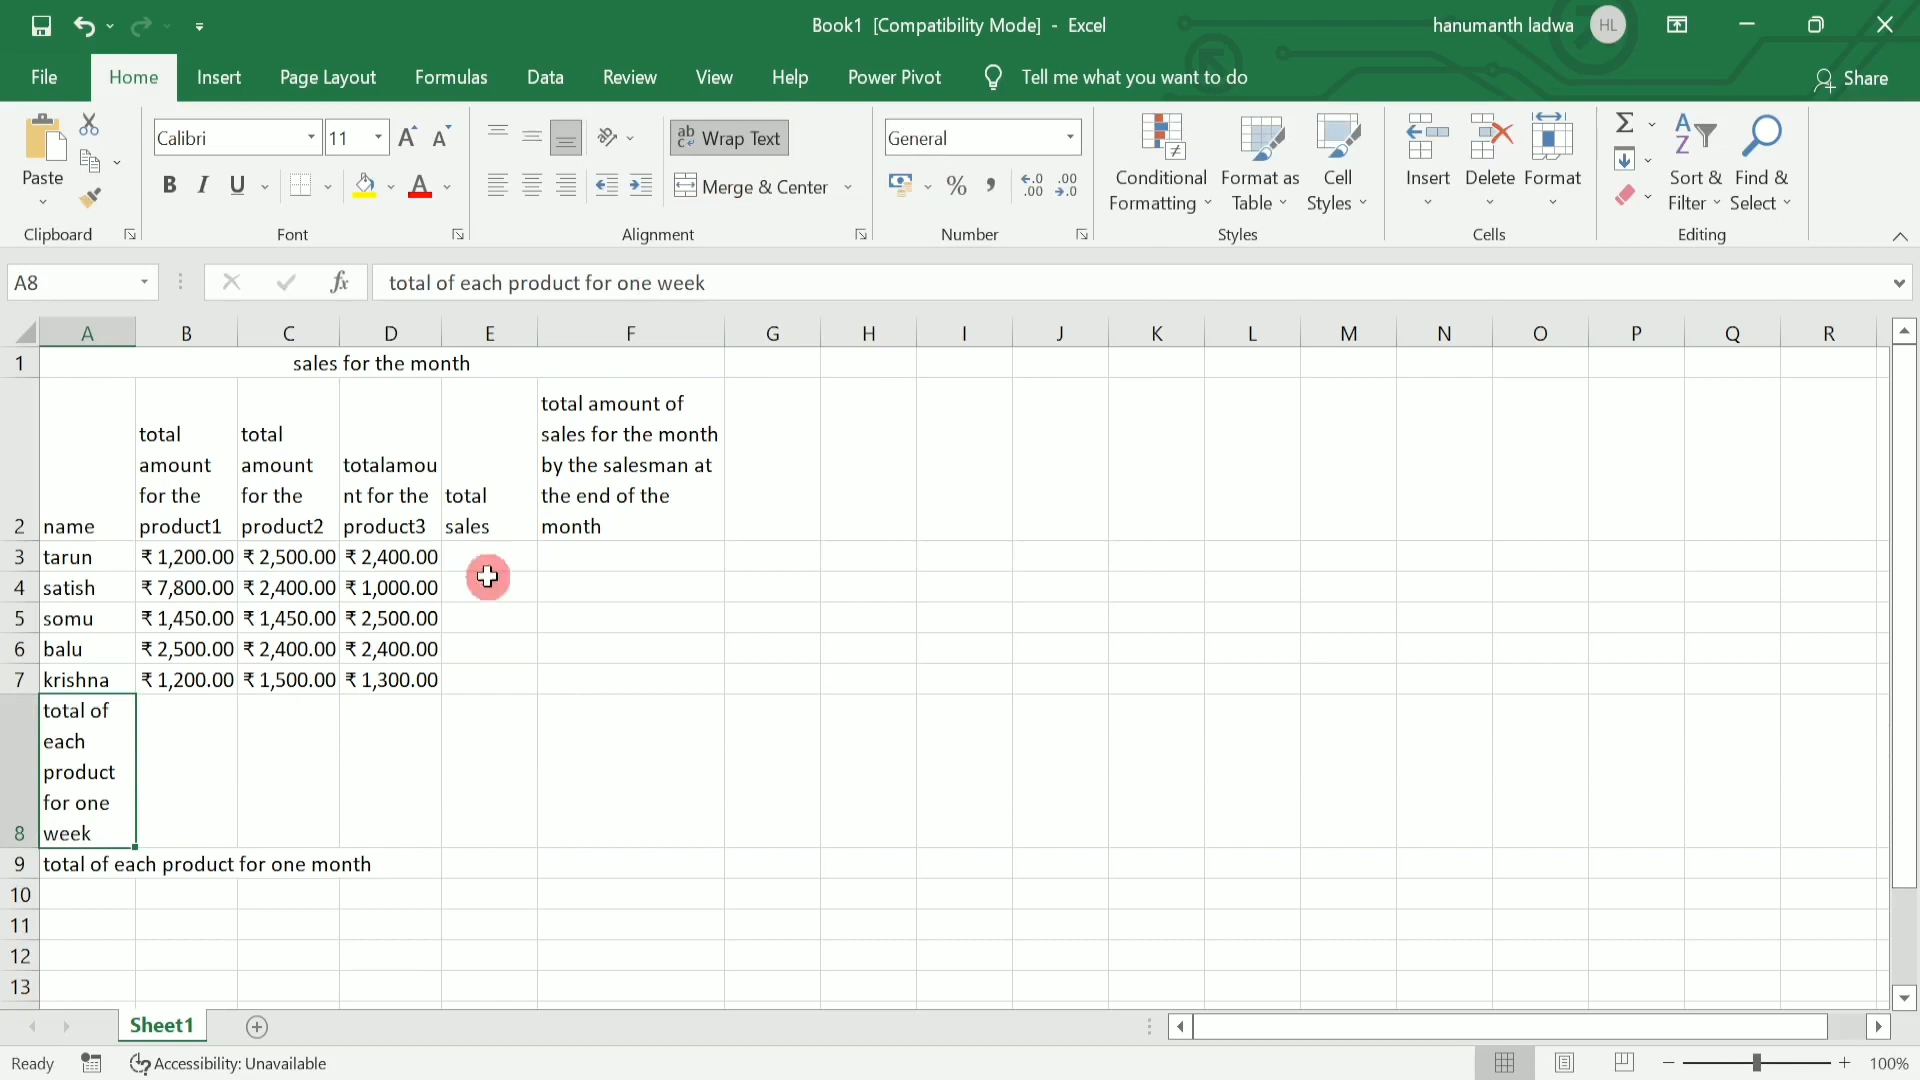 Book1 [Compatibility Mode] - Excel
hanumanth ladwa HL
File Home Insert Page Layout Formulas Data Review View Help Power Pivot Tell me what you want to do Share
Paste
Clipboard
Calibri 11
A A
B I U A
Font
ab Wrap Text
Merge & Center
Alignment
General
% , .00 .00
Number
Conditional Formatting
Format as Table
Cell Styles
Styles
Insert Delete Format
Cells
Σ
Sort & Filter
Find & Select
Editing
A8 fx total of each product for one week
A B C D E F G H I J K L M N O P Q R
1 sales for the month
2 name
total
amount
for the
product1
total
amount
for the
product2
totalamou
nt for the
product3
total
sales
total amount of
sales for the month
by the salesman at
the end of the
month
3 tarun ₹ 1,200.00 ₹ 2,500.00 ₹ 2,400.00
4 satish ₹ 7,800.00 ₹ 2,400.00 ₹ 1,000.00
5 somu ₹ 1,450.00 ₹ 1,450.00 ₹ 2,500.00
6 balu ₹ 2,500.00 ₹ 2,400.00 ₹ 2,400.00
7 krishna ₹ 1,200.00 ₹ 1,500.00 ₹ 1,300.00
total of
each
product
for one
8 week
9 total of each product for one month
10
11
12
13
Sheet1
Ready Accessibility: Unavailable 100%